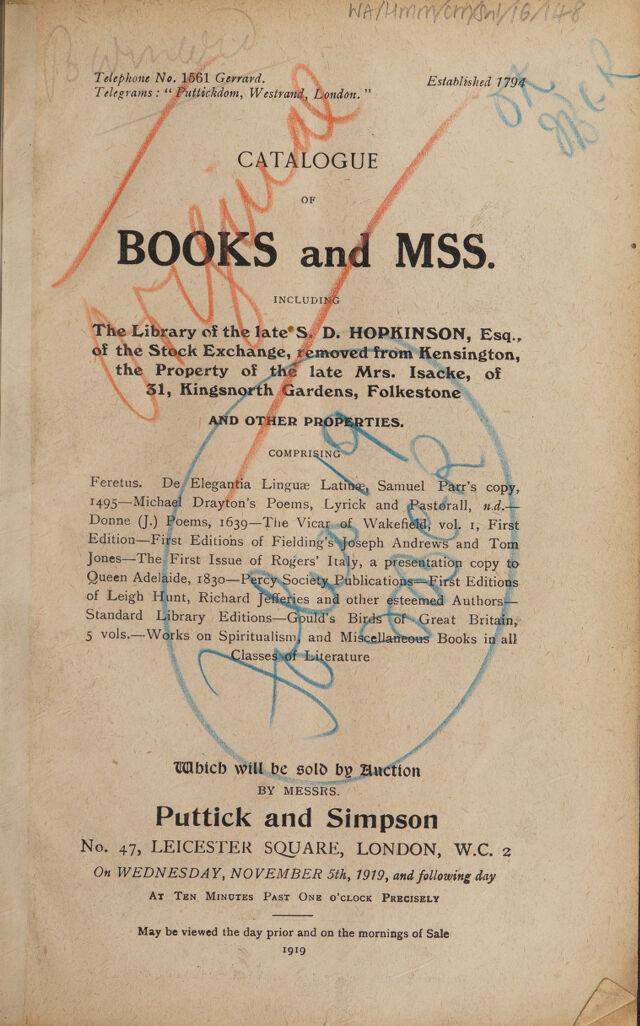 WA/HMM/CM/Sal/16/148
Telephone No. 1561 Gerrard.
Established 1794
Telegrams : " Puttickdom, Westrand, London. "
Original
CATALOGUE
OF
BOOKS and MSS.
INCLUDING
The Library of the late S. D. HOPKINSON, Esq.,
of the Stock Exchange, removed from Kensington,
the Property of the late Mrs. Isacke, of
31, Kingsnorth Gardens, Folkestone
AND OTHER PROPERTIES.
COMPRISING
Feretus. De Elegantia Linguæ Latinæ, Samuel Parr's copy,
1495—Michael Drayton's Poems, Lyrick and Pastorall, n.d.—
Donne (J.) Poems, 1639—The Vicar of Wakefield, vol. 1, First
Edition—First Editions of Fielding's Joseph Andrews and Tom
Jones—The First Issue of Rogers' Italy, a presentation copy to
Queen Adelaide, 1830—Percy Society Publications—First Editions
of Leigh Hunt, Richard Jefferies and other esteemed Authors—
Standard Library Editions—Gould's Birds of Great Britain,
5 vols.—Works on Spiritualism, and Miscellaneous Books in all
Classes of Literature
Which will be sold by Auction
BY MESSRS.
Puttick and Simpson
No. 47, LEICESTER SQUARE, LONDON, W.C. 2
On WEDNESDAY, NOVEMBER 5th, 1919, and following day
At Ten Minutes Past One o'clock Precisely
May be viewed the day prior and on the mornings of Sale
1919